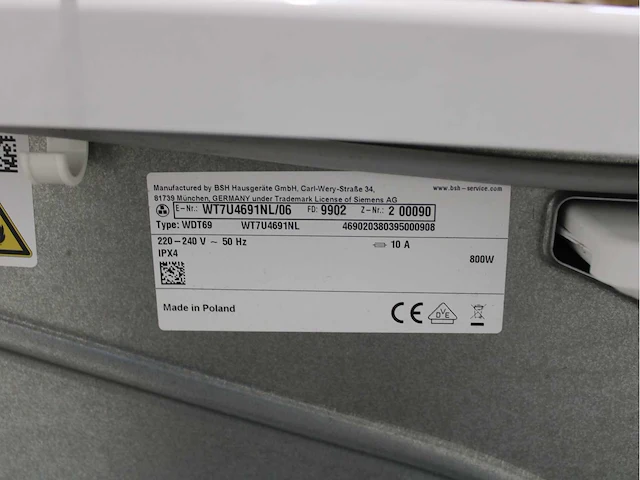 Manufactured by BSH Hausgeräte GmbH, Carl-Wery-Straße 34, www.bsh-service.com
81739 München, GERMANY under Trademark License of Siemens AG
E-Nr.: WT7U4691NL/06 FD: 9902 Z-Nr.: 2 00090
Type: WDT69 WT7U4691NL 469020380395000908
220-240 V ~ 50 Hz 10 A
IPX4 800W
Made in Poland CE DVE